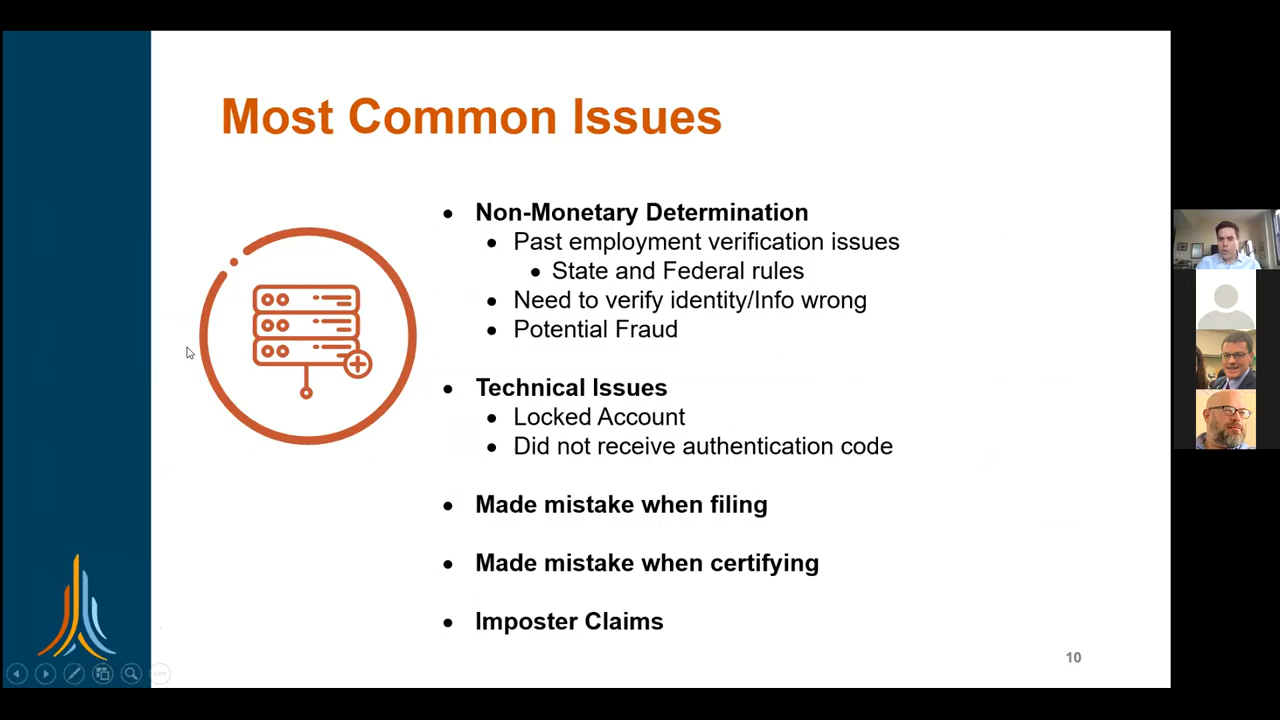 Most Common Issues
• Non-Monetary Determination
• Past employment verification issues
• State and Federal rules
• Need to verify identity/Info wrong
• Potential Fraud
• Technical Issues
• Locked Account
• Did not receive authentication code
• Made mistake when filing
• Made mistake when certifying
• Imposter Claims
10